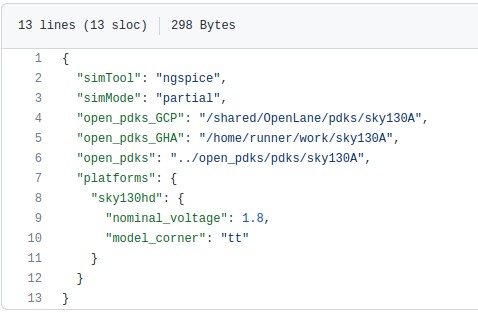 13 lines (13 sloc) 298 Bytes
1 {
2 "simTool": "ngspice",
3 "simMode": "partial",
4 "open_pdks_GCP": "/shared/OpenLane/pdks/sky130A",
5 "open_pdks_GHA": "/home/runner/work/sky130A",
6 "open_pdks": "../open_pdks/pdks/sky130A",
7 "platforms": {
8 "sky130hd": {
9 "nominal_voltage": 1.8,
10 "model_corner": "tt"
11 }
12 }
13 }